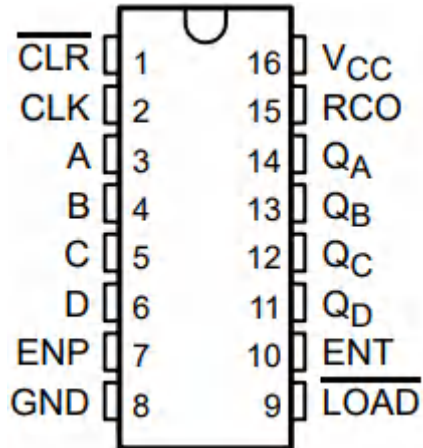 CLR 1 16 VCC
CLK 2 15 RCO
A 3 14 QA
B 4 13 QB
C 5 12 QC
D 6 11 QD
ENP 7 10 ENT
GND 8 9 LOAD